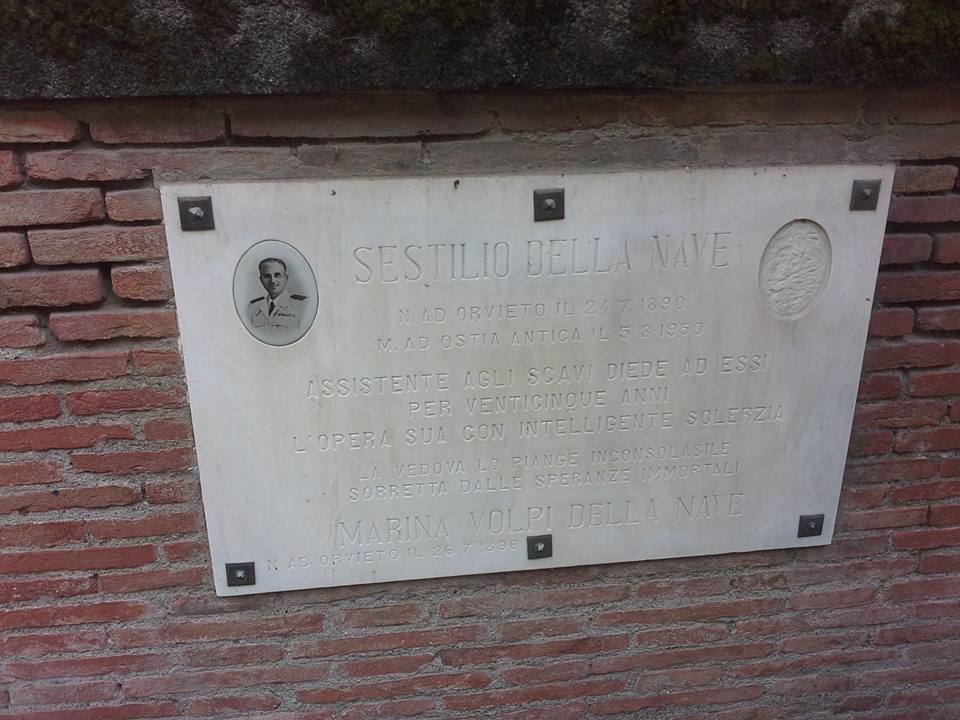 SESTILIO DELLA NAVE
N. AD ORVIETO IL 24-7-1890
M. AD OSTIA ANTICA IL 5-3-1950
ASSISTENTE AGLI SCAVI DIEDE AD ESSI
PER VENTICINQUE ANNI
L'OPERA SUA CON INTELLIGENTE SOLERZIA
LA VEDOVA LO PIANGE INCONSOLABILE
SORRETTA DALLE SPERANZE IMMORTALI
MARINA VOLPI DELLA NAVE
N. AD ORVIETO IL 26-7-1896